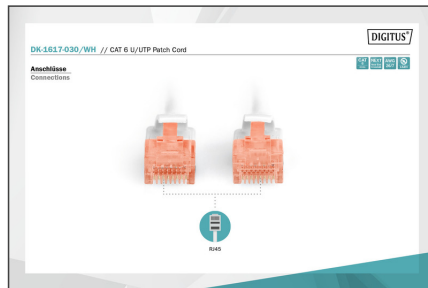 DIGITUS®
DK-1617-030/WH // CAT 6 U/UTP Patch Cord
Anschlüsse
Connections
RJ45